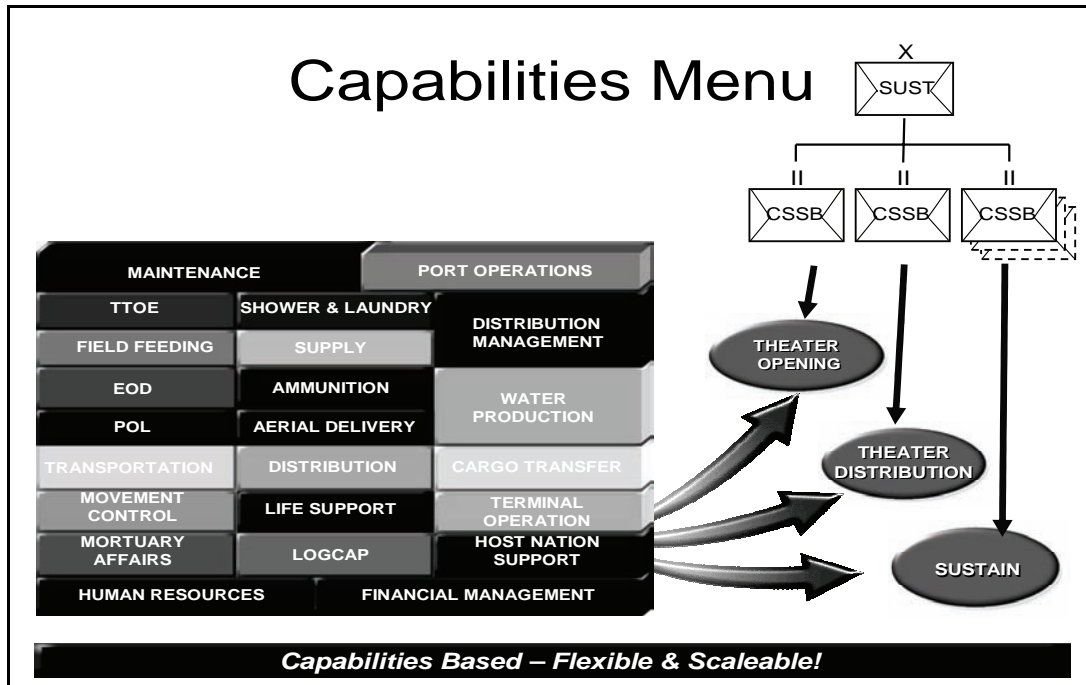 Capabilities Menu
X
SUST
II II II
CSSB CSSB CSSB
MAINTENANCE PORT OPERATIONS
TTOE SHOWER & LAUNDRY DISTRIBUTION
MANAGEMENT
FIELD FEEDING SUPPLY
EOD AMMUNITION WATER
PRODUCTION
POL AERIAL DELIVERY
TRANSPORTATION DISTRIBUTION CARGO TRANSFER
MOVEMENT
CONTROL
LIFE SUPPORT
TERMINAL
OPERATION
MORTUARY
AFFAIRS
LOGCAP
HOST NATION
SUPPORT
HUMAN RESOURCES FINANCIAL MANAGEMENT
THEATER
OPENING
THEATER
DISTRIBUTION
SUSTAIN
Capabilities Based – Flexible & Scaleable!